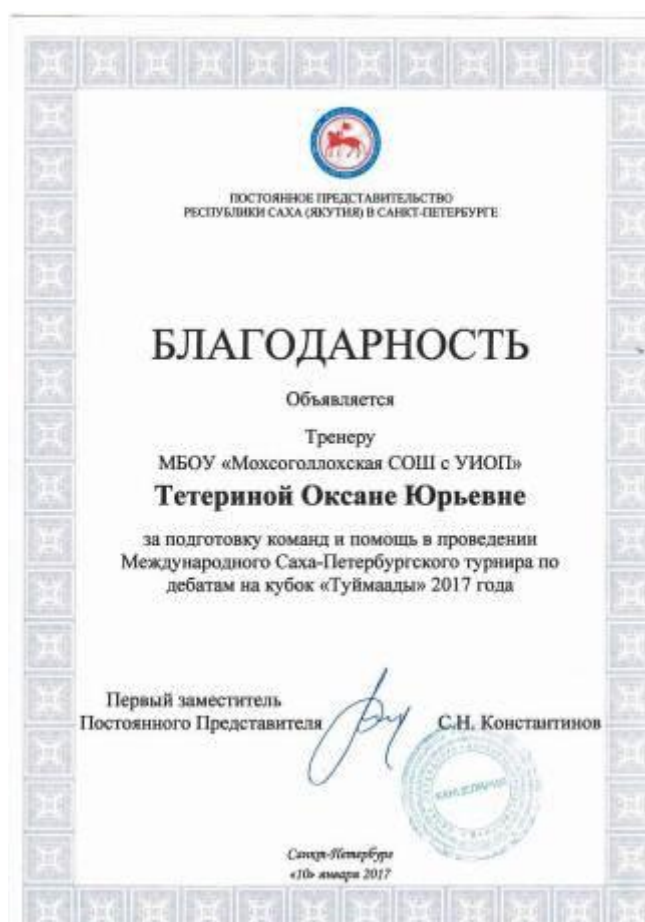 ПОСТОЯННОЕ ПРЕДСТАВИТЕЛЬСТВО
РЕСПУБЛИКИ САХА (ЯКУТИЯ) В САНКТ-ПЕТЕРБУРГЕ
БЛАГОДАРНОСТЬ
Объявляется
Тренеру
МБОУ «Мохсоголлохская СОШ с УИОП»
Тетериной Оксане Юрьевне
за подготовку команд и помощь в проведении
Международного Саха-Петербургского турнира по
дебатам на кубок «Туймаады» 2017 года
Первый заместитель
Постоянного Представителя
С.Н. Константинов
КАНЦЕЛЯРИЯ
Санкт-Петербург
«10» января 2017